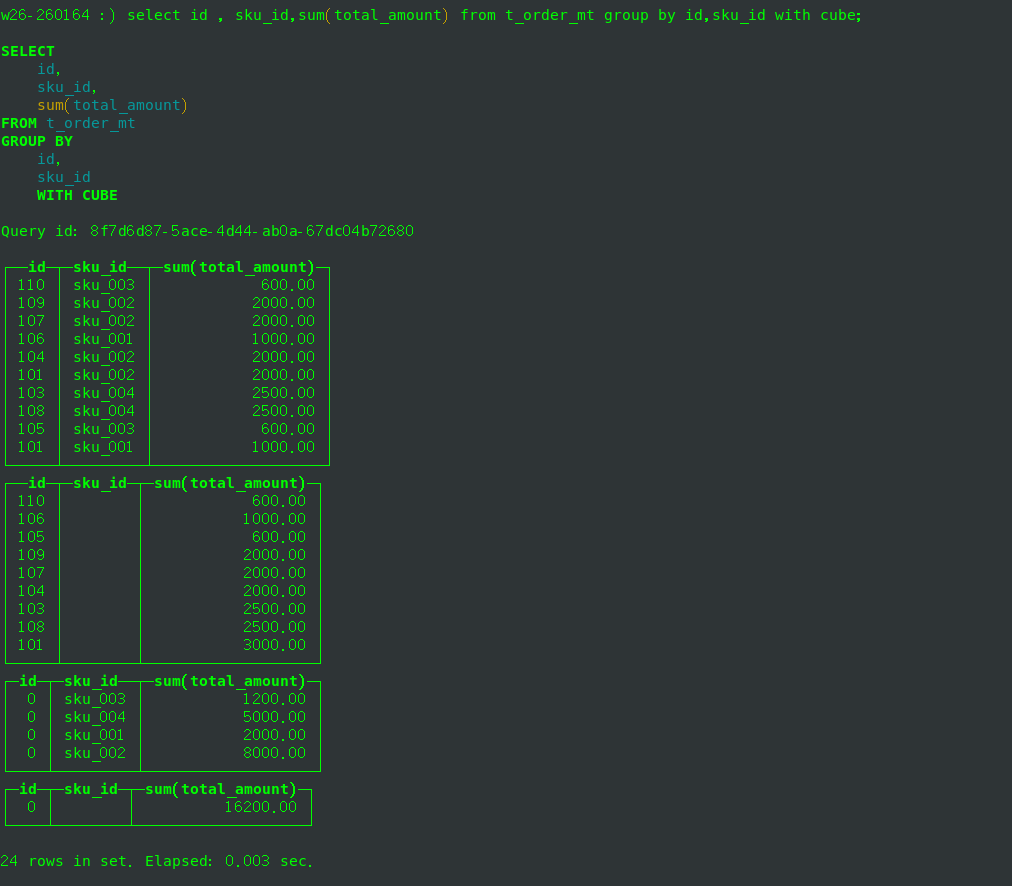 w26-260164 :) select id , sku_id,sum(total_amount) from t_order_mt group by id,sku_id with cube;
SELECT
id,
sku_id,
sum(total_amount)
FROM t_order_mt
GROUP BY
id,
sku_id
WITH CUBE
Query id: 8f7d6d87-5ace-4d44-ab0a-67dc04b72680
id sku_id sum(total_amount)
110 sku_003 600.00
109 sku_002 2000.00
107 sku_002 2000.00
106 sku_001 1000.00
104 sku_002 2000.00
101 sku_002 2000.00
103 sku_004 2500.00
108 sku_004 2500.00
105 sku_003 600.00
101 sku_001 1000.00
id sku_id sum(total_amount)
110 600.00
106 1000.00
105 600.00
109 2000.00
107 2000.00
104 2000.00
103 2500.00
108 2500.00
101 3000.00
id sku_id sum(total_amount)
0 sku_003 1200.00
0 sku_004 5000.00
0 sku_001 2000.00
0 sku_002 8000.00
id sku_id sum(total_amount)
0 16200.00
24 rows in set. Elapsed: 0.003 sec.